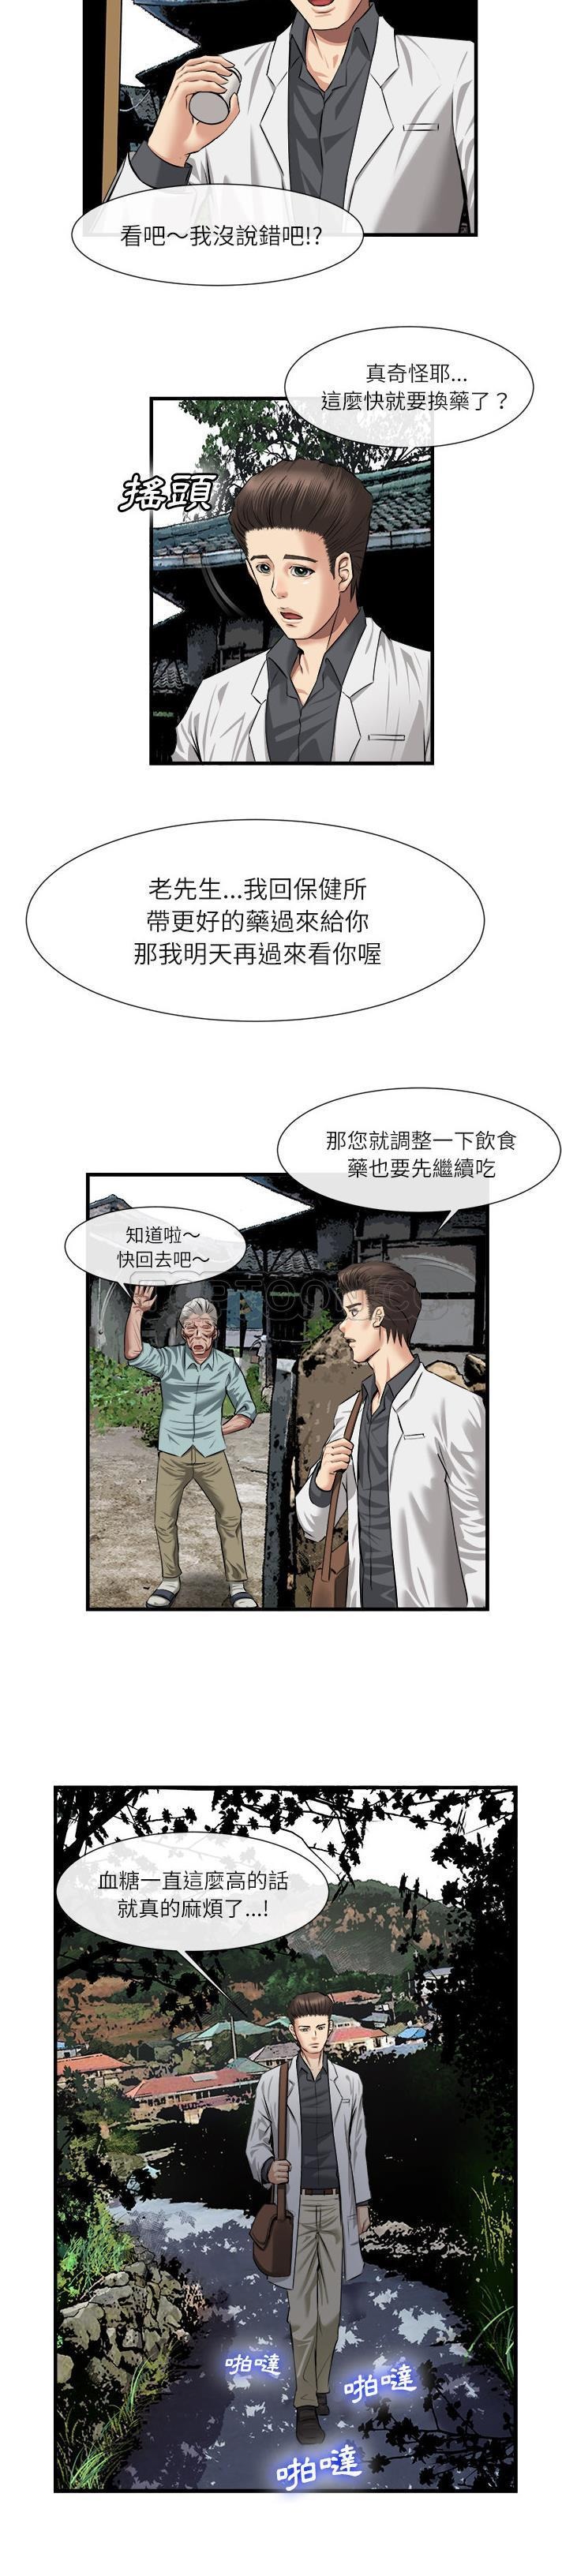 看吧～我沒說錯吧!?
真奇怪耶...
這麼快就要換藥了？
搖頭
老先生...我回保健所
帶更好的藥過來給你
那我明天再過來看你喔
那您就調整一下飲食
藥也要先繼續吃
知道啦～
快回去吧～
TOPTOON.CO
血糖一直這麼高的話
就真的麻煩了...!
啪噠
啪噠
啪噠